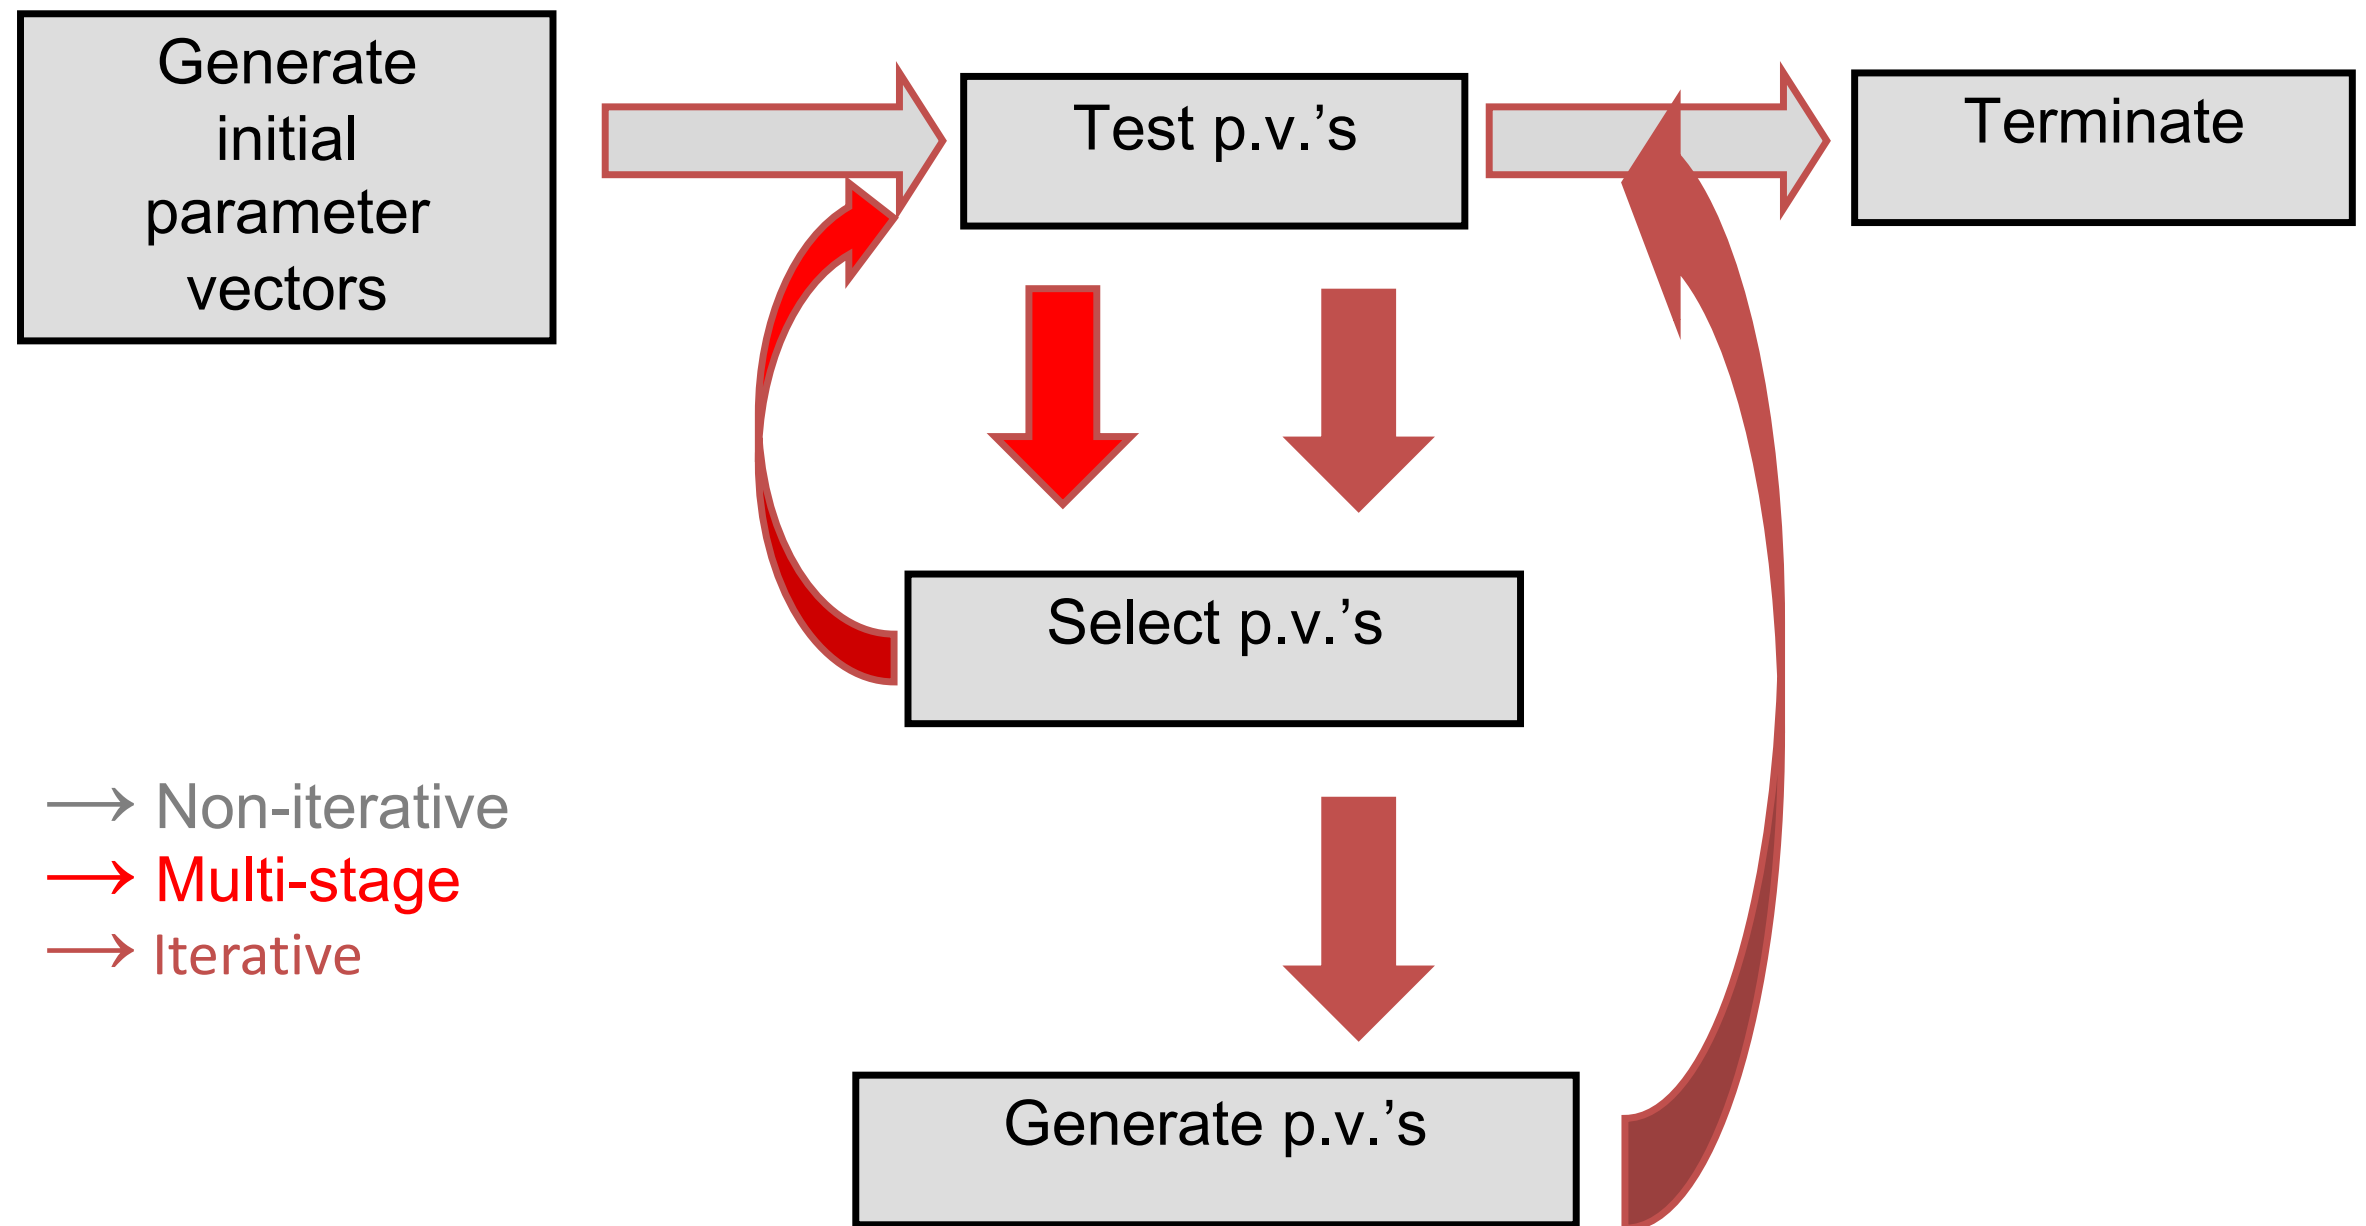 Generate
initial
parameter
vectors
Test p.v.’s
Terminate
Select p.v.’s
Non-iterative
Multi-stage
Iterative
Generate p.v.’s